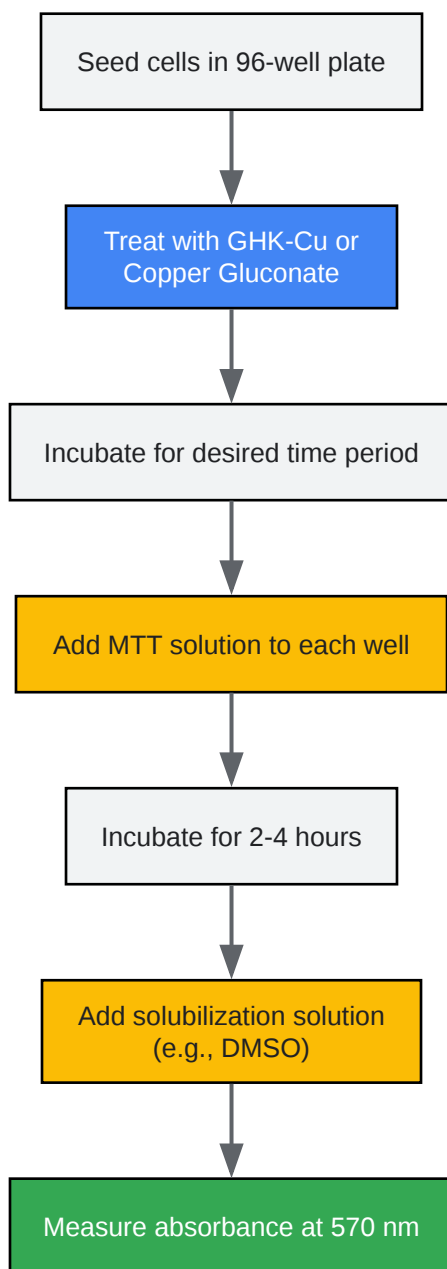 Seed cells in 96-well plate
Treat with GHK-Cu or
Copper Gluconate
Incubate for desired time period
Add MTT solution to each well
Incubate for 2-4 hours
Add solubilization solution
(e.g., DMSO)
Measure absorbance at 570 nm